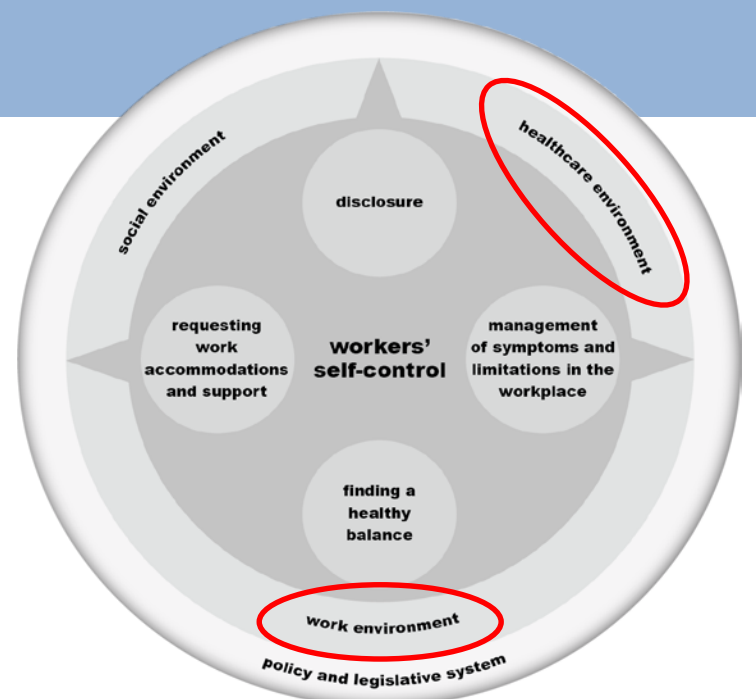 social environment
healthcare environment
disclosure
requesting
work
accommodations
and support
workers’
self-control
management
of symptoms and
limitations in the
workplace
finding a
healthy
balance
work environment
policy and legislative system